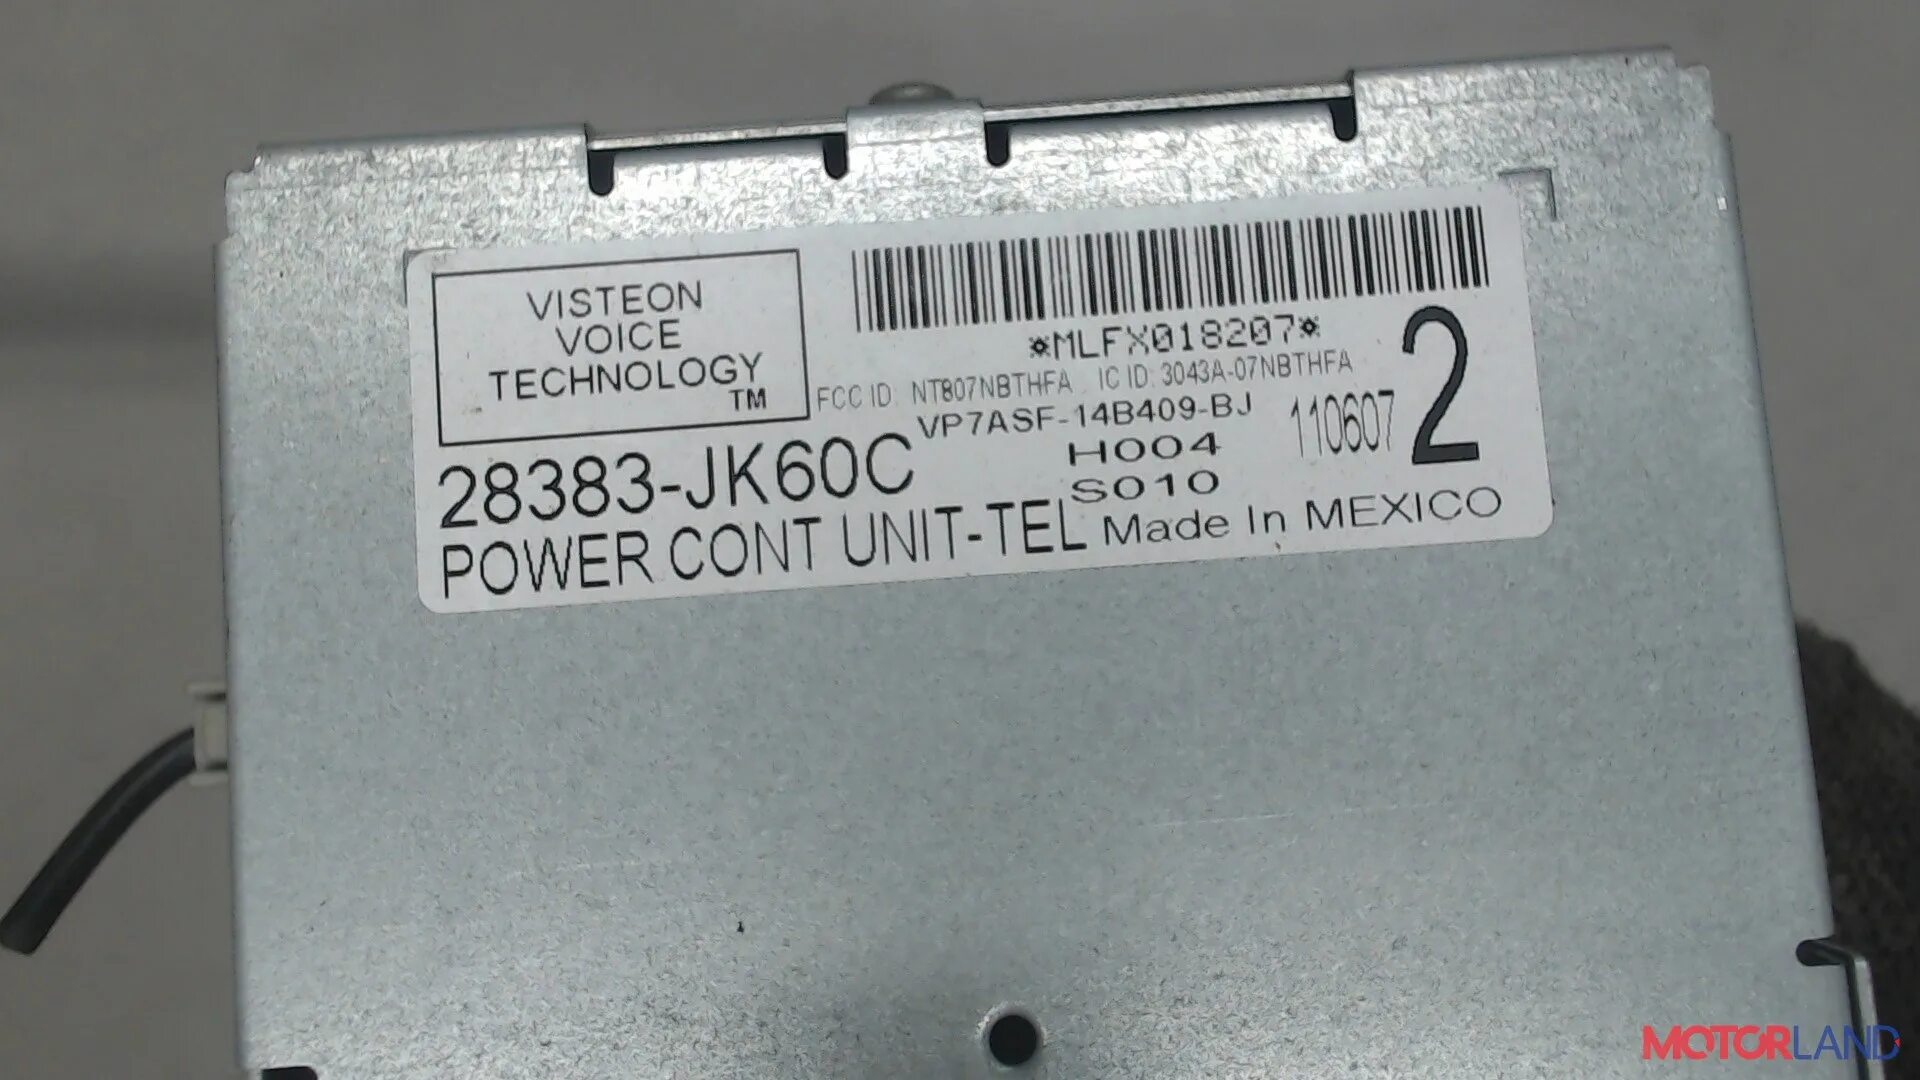 VISTEON
VOICE
TECHNOLOGY
TM
*MLFX018207*
FCC ID: NT807NBTHFA IC ID: 3043A-07NBTHFA
VP7ASF-14B409-BJ
110607
2
28383-JK60C
H004
S010
POWER CONT UNIT-TEL
Made In MEXICO
MOTORLAND